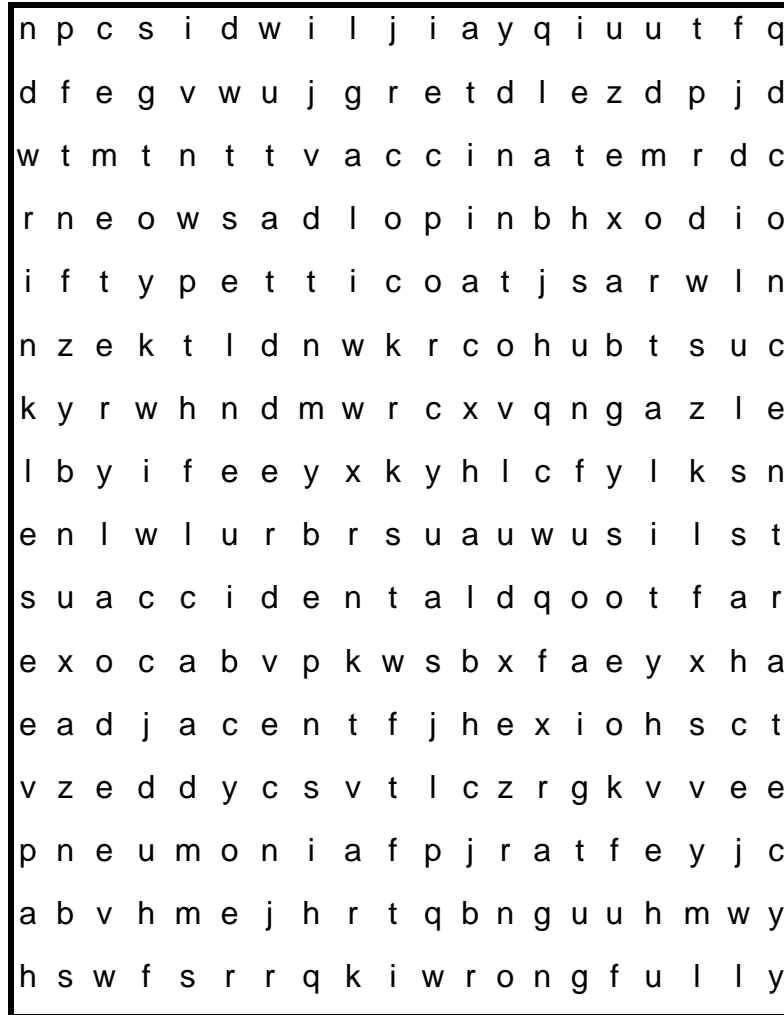 n p c s i d w i l j i a y q i u u t f q
d f e g v w u j g r e t d l e z d p j d
w t m t n t t v a c c i n a t e m r d c
r n e o w s a d l o p i n b h x o d i o
i f t y p e t t i c o a t j s a r w l n
n z e k t l d n w k r c o h u b t s u c
k y r w h n d m w r c x v q n g a z l e
l b y i f e e y x k y h l c f y l k s n
e n l w l u r b r s u a u w u s i l s t
s u a c c i d e n t a l d q o o t f a r
e x o c a b v p k w s b x f a e y x h a
e a d j a c e n t f j h e x i o h s c t
v z e d d y c s v t l c z r g k v v e e
p n e u m o n i a f p j r a t f e y j c
a b v h m e j h r t q b n g u u h m w y
h s w f s r r q k i w r o n g f u l l y